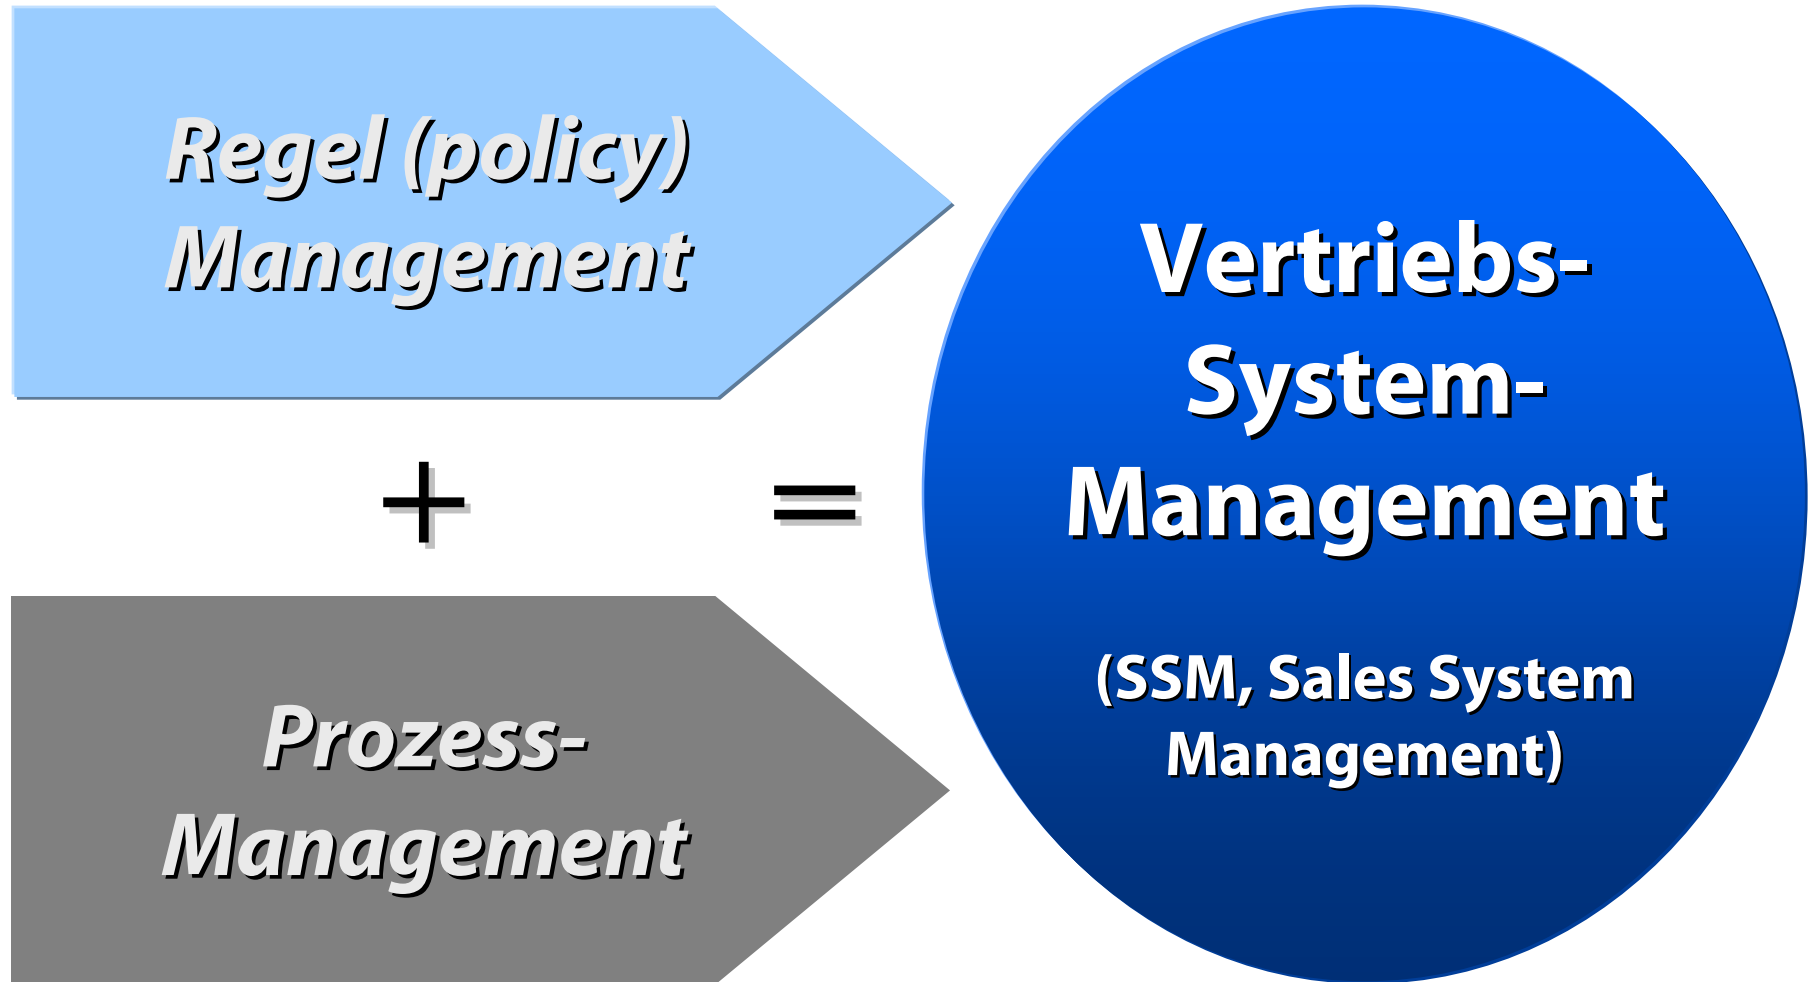 Regel (policy)
Management
+
=
Prozess-
Management
Vertriebs-
System-
Management
(SSM, Sales System
Management)